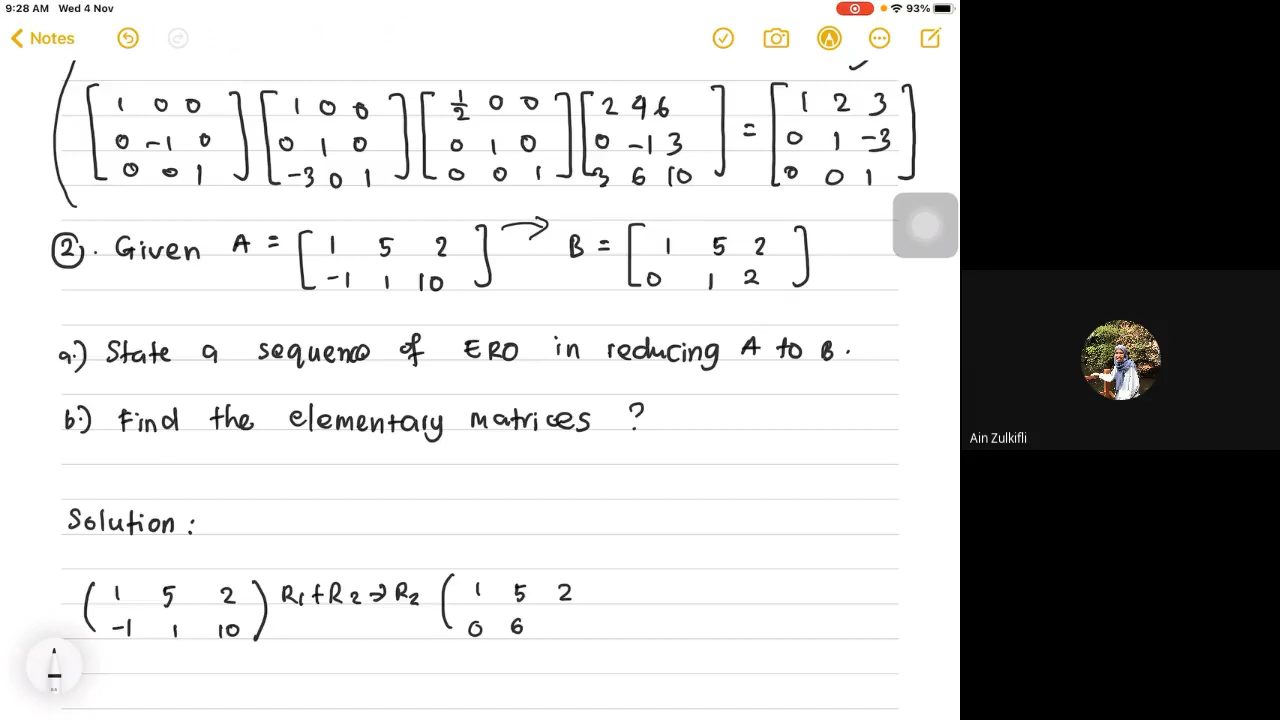 9:28 AM Wed 4 Nov 93%
Notes
[1 0 0 [1 0 0 [1/2 0 0 [2 4 6 [1 2 3
0 -1 0 0 1 0 0 1 0 0 -1 3 = 0 1 -3
0 0 1] -3 0 1] 0 0 1] 3 6 10] 0 0 1]
②. Given A = [1 5 2 → B = [1 5 2
-1 1 10] 0 1 2]
a.) State a sequence of ERO in reducing A to B.
b.) Find the elementary matrices ?
Ain Zulkifli
Solution :
(1 5 2 R1+R2→R2 (1 5 2
-1 1 10) 0 6